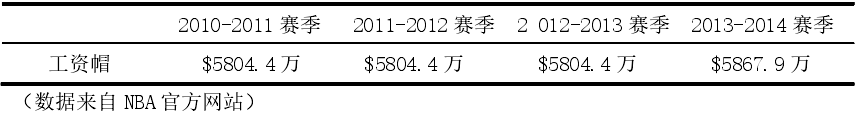 2010-2011 赛季 2011-2012 赛季 2 012-2013 赛季 2013-2014 赛季
工资帽 $5804.4 万 $5804.4 万 $5804.4 万 $5867.9 万
（数据来自 NBA 官方网站）